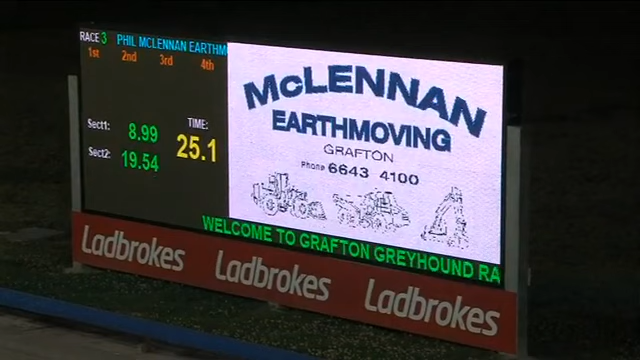 RACE 3 PHIL MCLENNAN EARTHM
1st 2nd 3rd 4th
Sect1: 8.99
Sect2: 19.54
TIME:
25.1
McLENNAN
EARTHMOVING
GRAFTON
Phone 6643 4100
WELCOME TO GRAFTON GREYHOUND RA
Ladbrokes Ladbrokes Ladbrokes